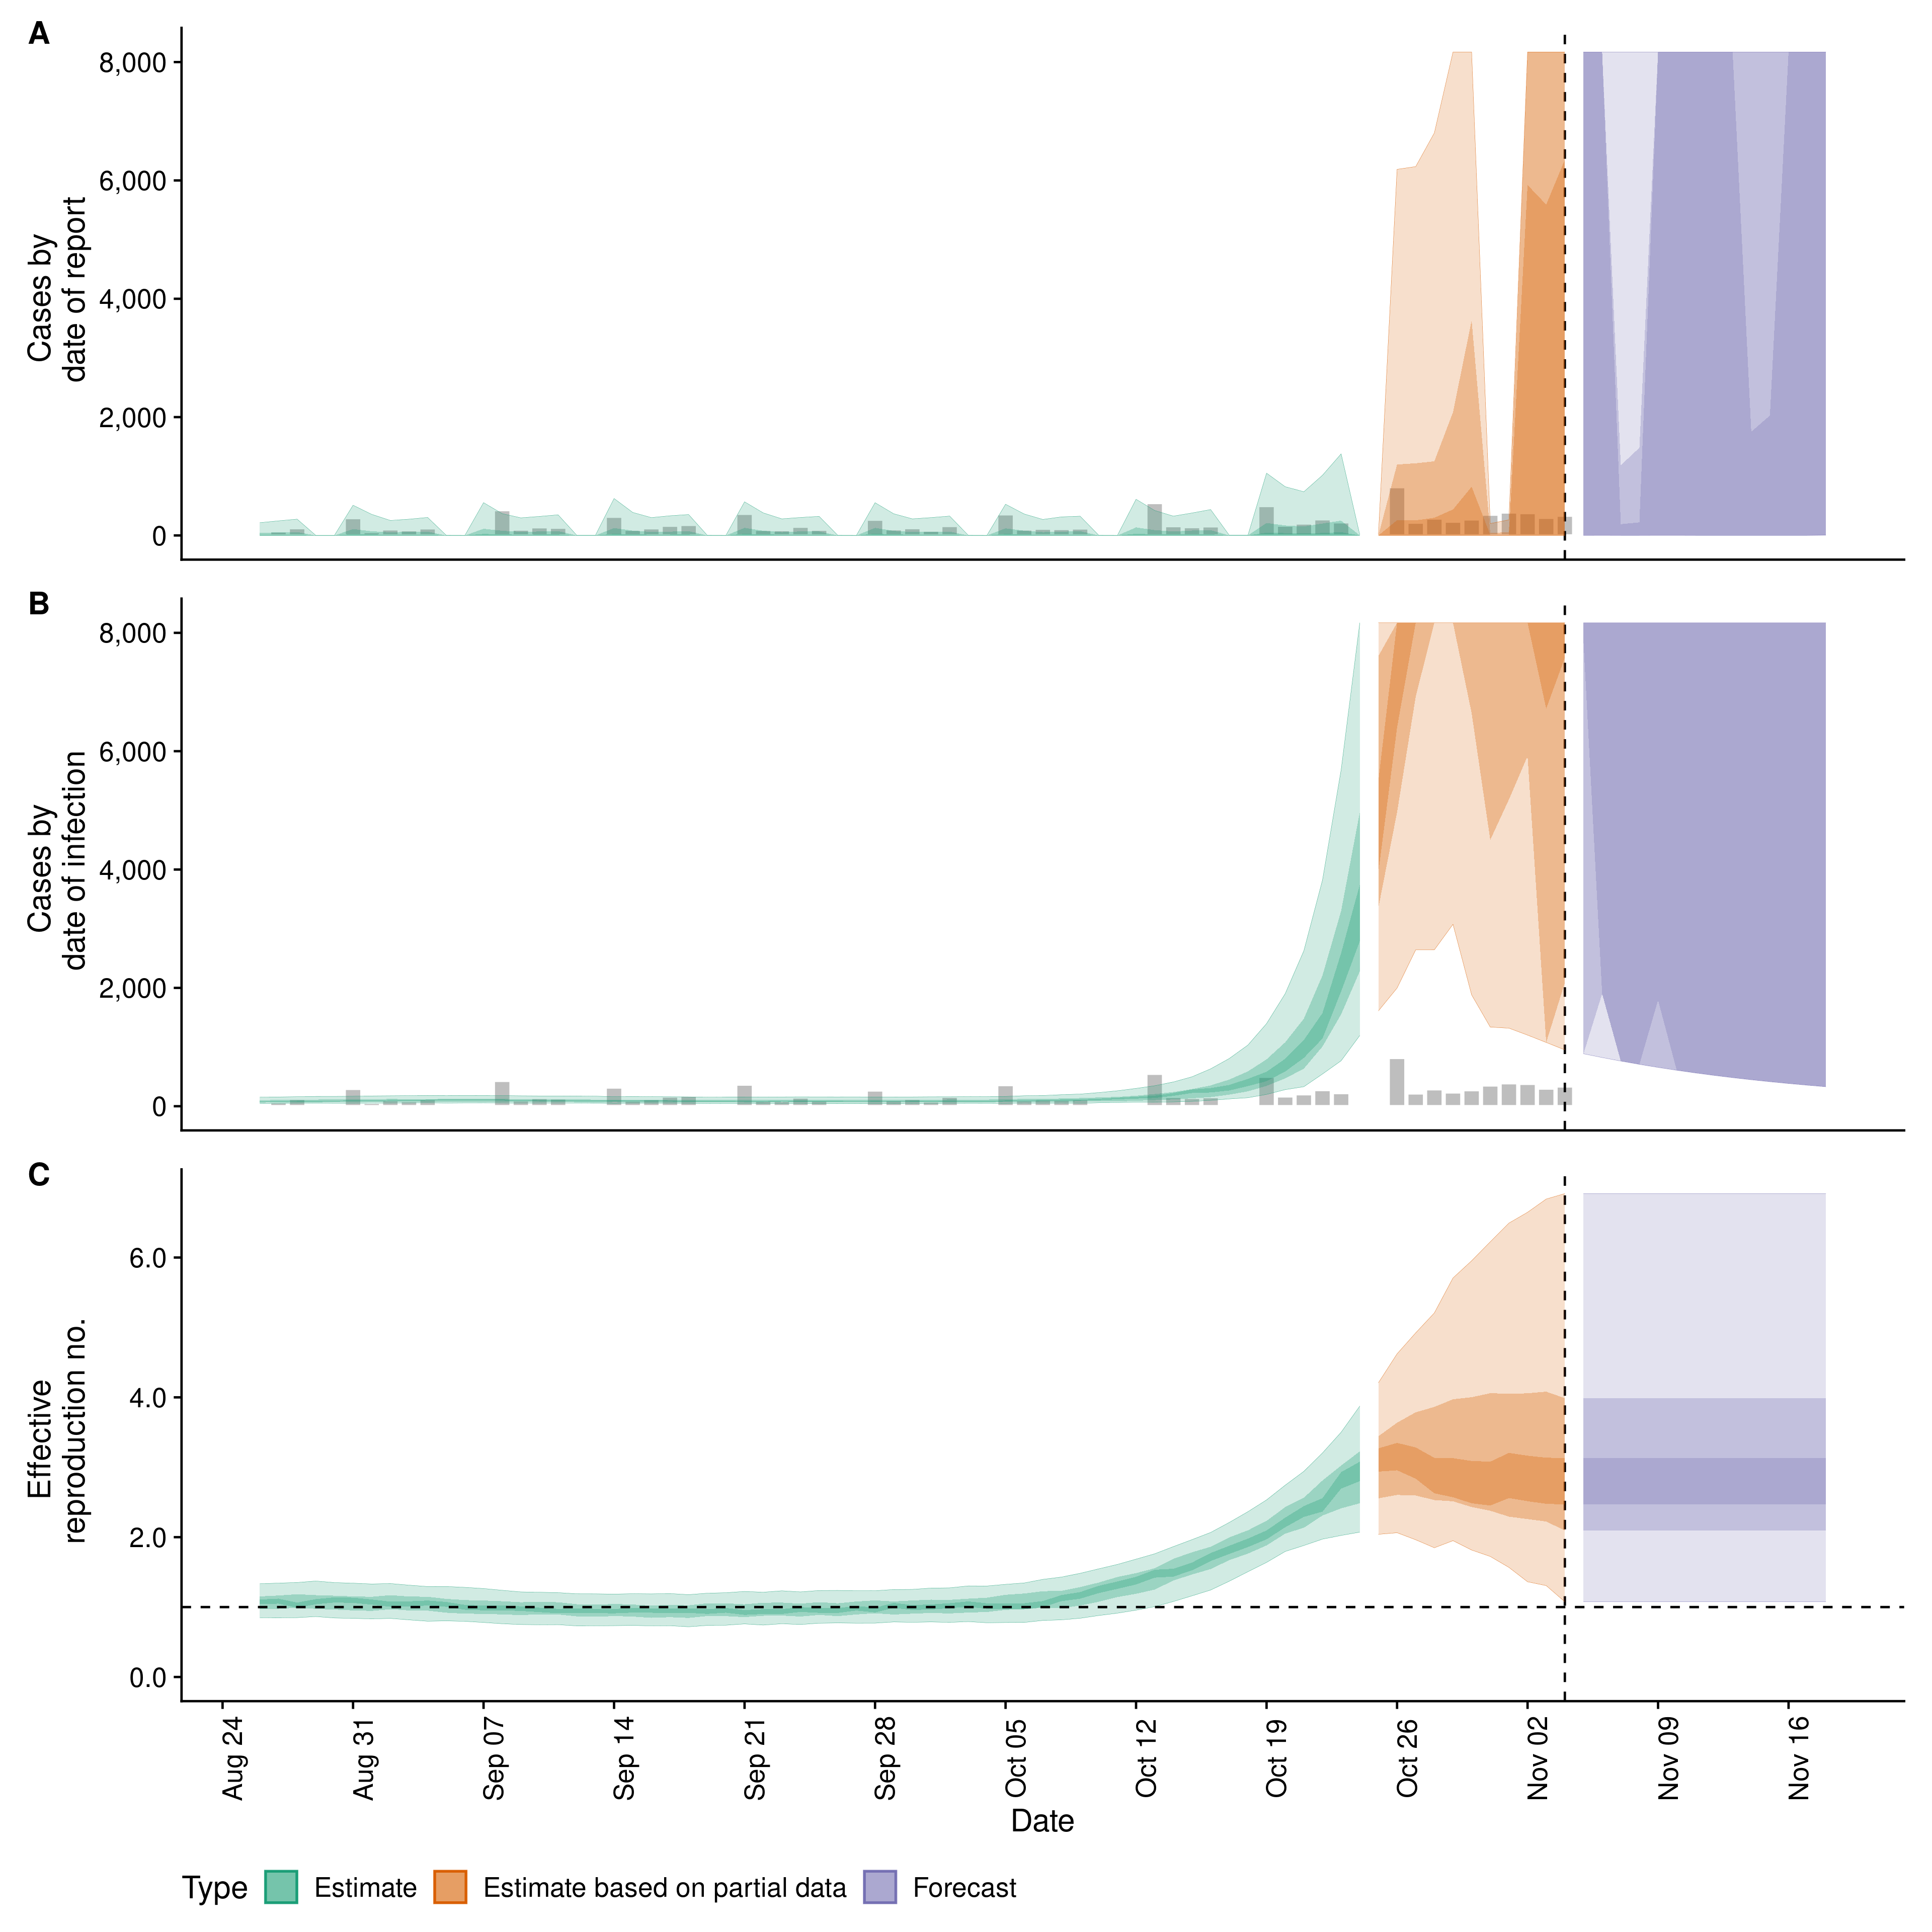 A
8,000
6,000
4,000
2,000
0
Cases by
date of report
B
8,000
6,000
4,000
2,000
0
Cases by
date of infection
C
6.0
4.0
2.0
0.0
Effective
reproduction no.
Aug 24
Aug 31
Sep 07
Sep 14
Sep 21
Sep 28
Oct 05
Oct 12
Oct 19
Oct 26
Nov 02
Nov 09
Nov 16
Date
Type Estimate Estimate based on partial data Forecast